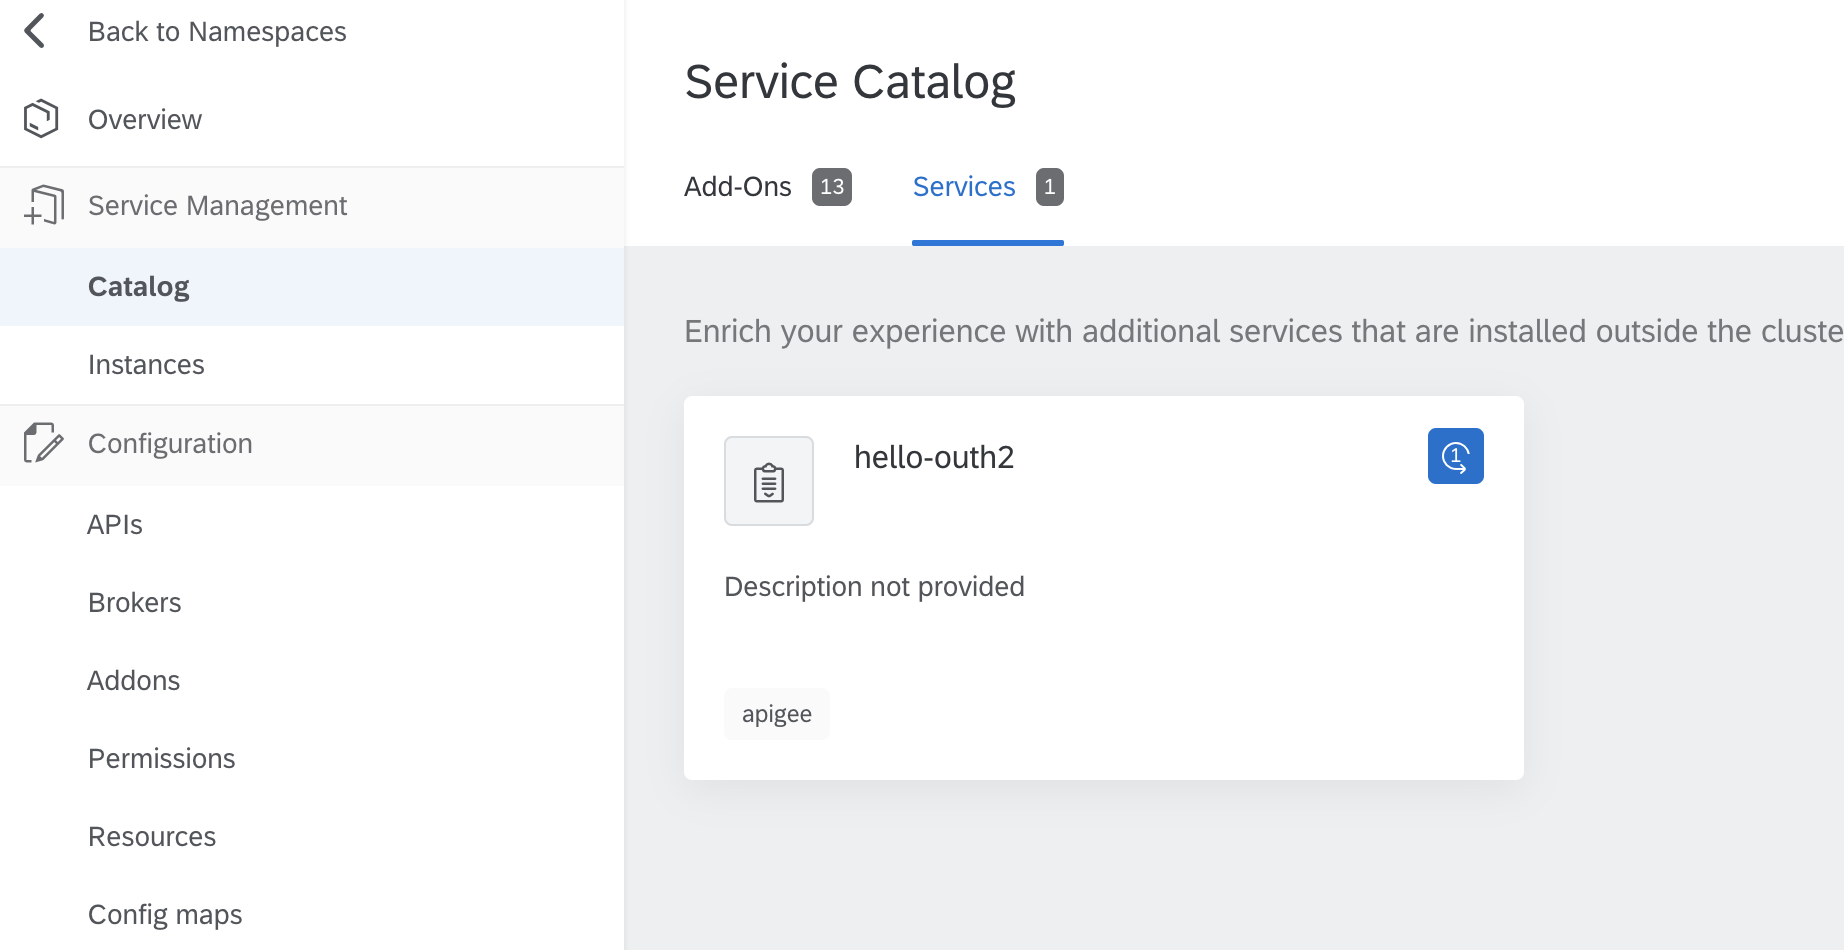 Back to Namespaces
Overview
Service Management
Catalog
Instances
Configuration
APIs
Brokers
Addons
Permissions
Resources
Config maps
Service Catalog
Add-Ons 13 Services 1
Enrich your experience with additional services that are installed outside the cluste
hello-outh2
1
Description not provided
apigee